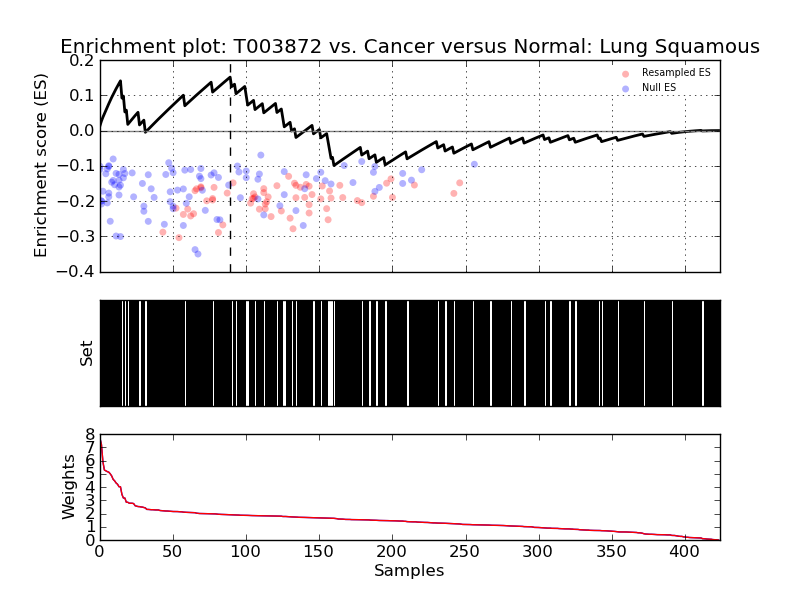 Enrichment plot: T003872 vs. Cancer versus Normal: Lung Squamous
0.2
0.1
0.0
−0.1
−0.2
−0.3
−0.4
Enrichment score (ES)
Resampled ES
Null ES
Set
8
7
6
5
4
3
2
1
0
Weights
0 50 100 150 200 250 300 350 400
Samples